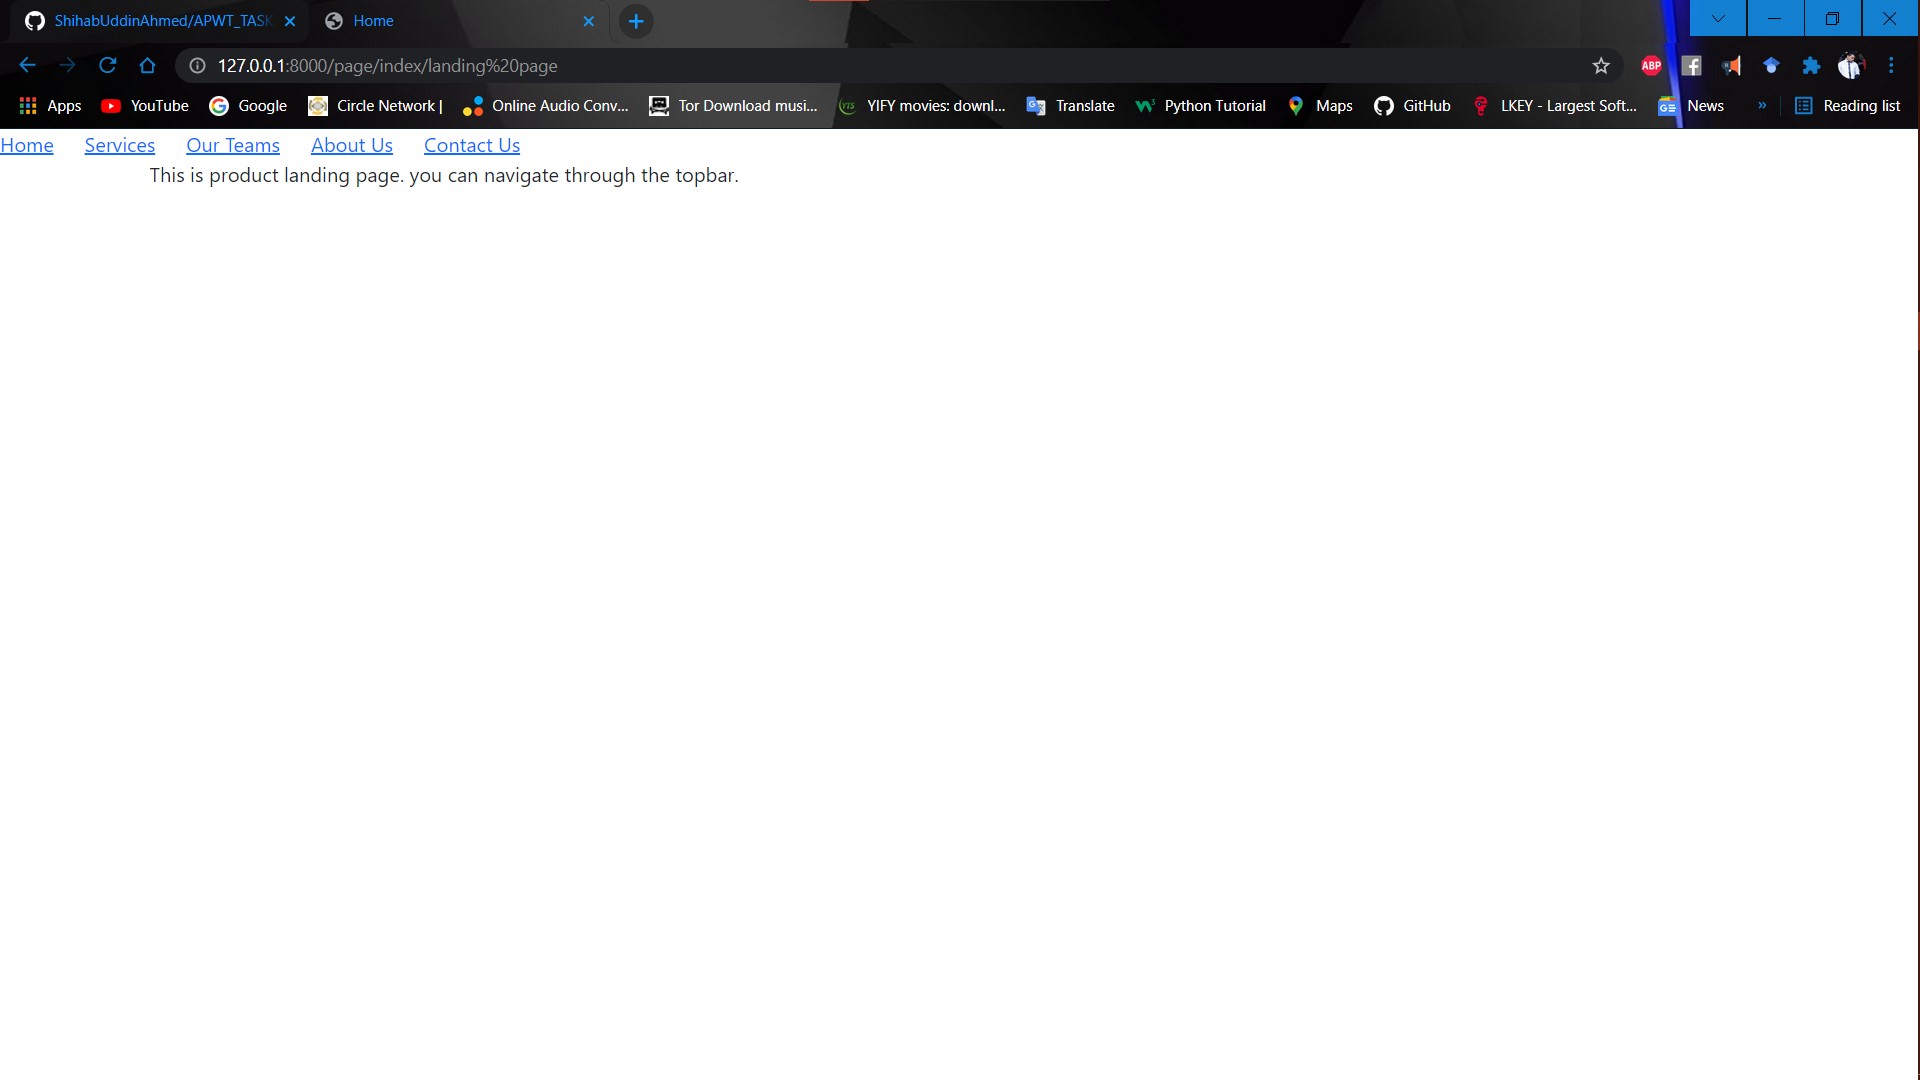 ShihabUddinAhmed/APWT_TASK Home
127.0.0.1:8000/page/index/landing%20page ABP
Apps YouTube Google Circle Network | Online Audio Conv... Tor Download musi... YTS YIFY movies: downl... Translate Python Tutorial Maps GitHub LKEY - Largest Soft... News » Reading list
Home Services Our Teams About Us Contact Us
This is product landing page. you can navigate through the topbar.